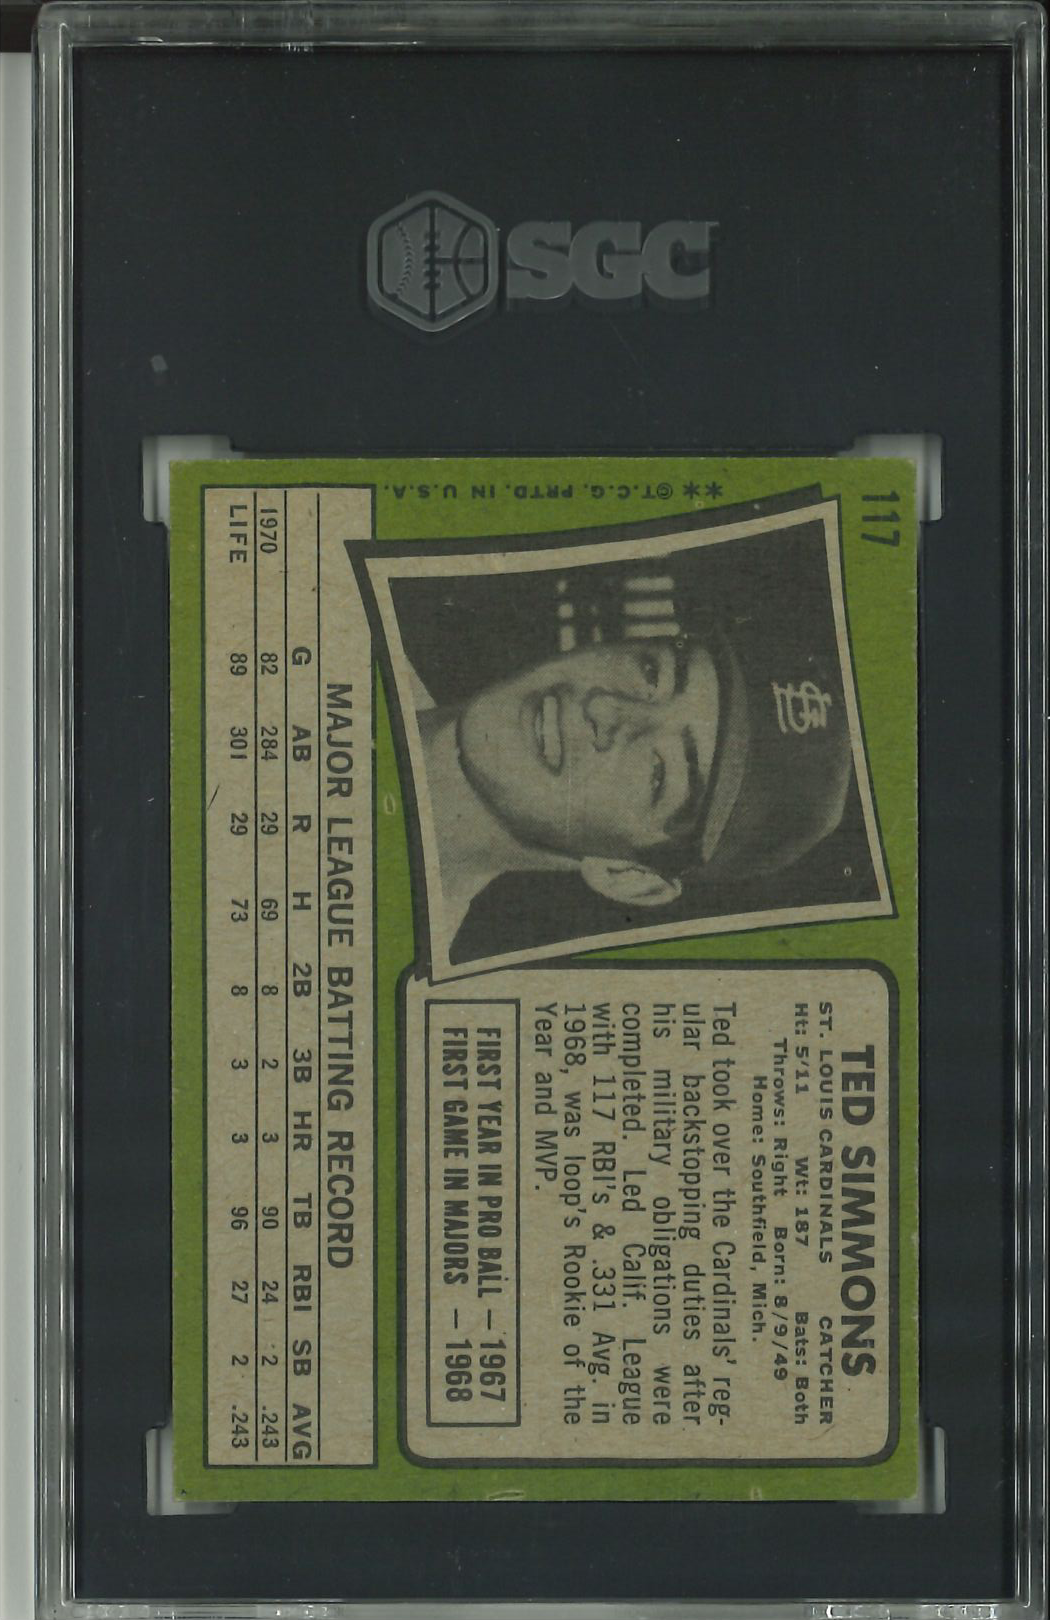 SGC
117
** ©T.C.G. PRTD. IN U.S.A.
TED SIMMONS
ST. LOUIS CARDINALS CATCHER
Ht: 5'11 Wt: 187 Bats: Both
Throws: Right Born: 8/9/49
Home: Southfield, Mich.
Ted took over the Cardinals' reg-
ular backstopping duties after
his military obligations were
completed. Led Calif. League
with 117 RBI's & .331 Avg. in
1968, was loop's Rookie of the
Year and MVP.
FIRST YEAR IN PRO BALL — 1967
FIRST GAME IN MAJORS — 1968
MAJOR LEAGUE BATTING RECORD
G AB R H 2B 3B HR TB RBI SB AVG
1970 82 284 29 69 8 2 3 90 24 2 .243
LIFE 89 301 29 73 8 3 3 96 27 2 .243
StL